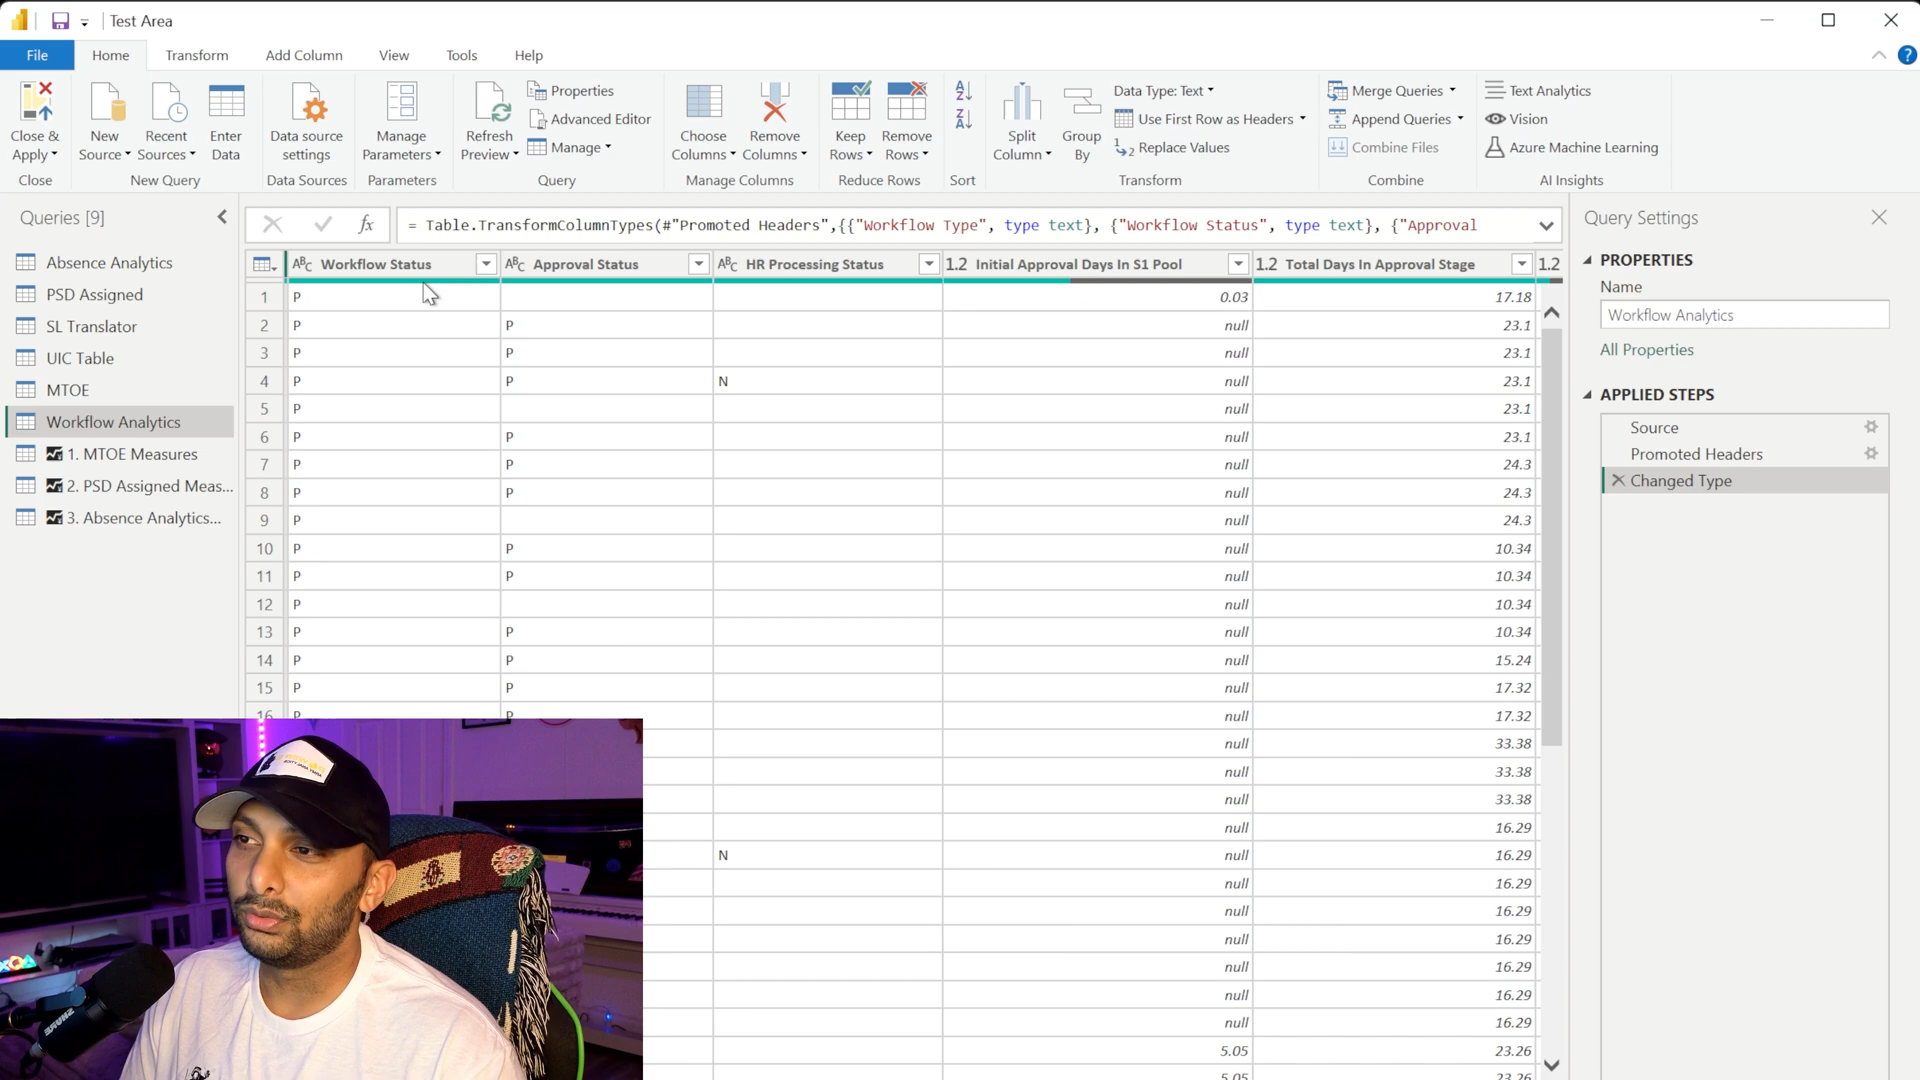 Test Area
File Home Transform Add Column View Tools Help
Close & Apply
New Source
Recent Sources
Enter Data
Data source settings
Manage Parameters
Refresh Preview
Properties
Advanced Editor
Manage
Choose Columns
Remove Columns
Keep Rows
Remove Rows
Split Column
Group By
Data Type: Text
Use First Row as Headers
Replace Values
Merge Queries
Append Queries
Combine Files
Text Analytics
Vision
Azure Machine Learning
Close New Query Data Sources Parameters Query Manage Columns Reduce Rows Sort Transform Combine AI Insights
Queries [9]
Absence Analytics
PSD Assigned
SL Translator
UIC Table
MTOE
Workflow Analytics
1. MTOE Measures
2. PSD Assigned Meas...
3. Absence Analytics...
fx = Table.TransformColumnTypes(#"Promoted Headers",{{"Workflow Type", type text}, {"Workflow Status", type text}, {"Approval
ABC Workflow Status ABC Approval Status ABC HR Processing Status 1.2 Initial Approval Days In S1 Pool 1.2 Total Days In Approval Stage 1.2
1 P 0.03 17.18
2 P P null 23.1
3 P P null 23.1
4 P P N null 23.1
5 P null 23.1
6 P P null 23.1
7 P P null 24.3
8 P P null 24.3
9 P null 24.3
10 P P null 10.34
11 P P null 10.34
12 P null 10.34
13 P P null 10.34
14 P P null 15.24
15 P P null 17.32
16 P P null 17.32
null 33.38
null 33.38
null 33.38
null 16.29
N null 16.29
null 16.29
null 16.29
null 16.29
null 16.29
null 16.29
null 16.29
5.05 23.26
5.05 23.26
Query Settings
PROPERTIES
Name
Workflow Analytics
All Properties
APPLIED STEPS
Source
Promoted Headers
Changed Type
SHURE